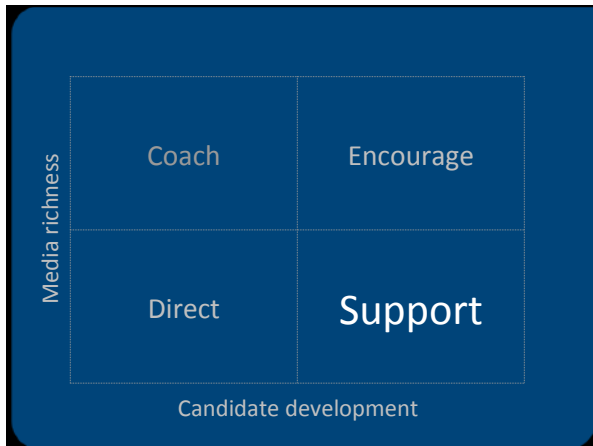 Coach
Encourage
Media richness
Direct
Support
Candidate development